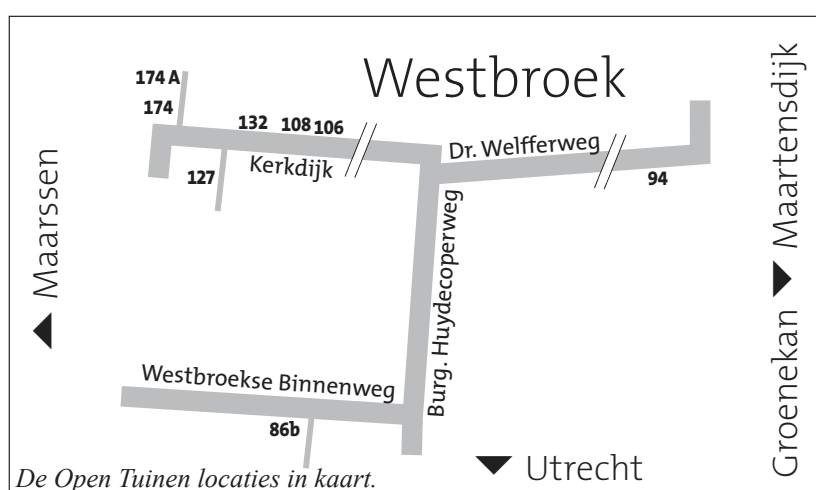 Westbroek
174 A
174
132
108
106
127
Kerkdijk
Dr. Welfferweg
94
Maarssen
Burg. Huydecoperweg
Groenekan
Maartensdijk
Westbroekse Binnenweg
86b
De Open Tuinen locaties in kaart.
Utrecht